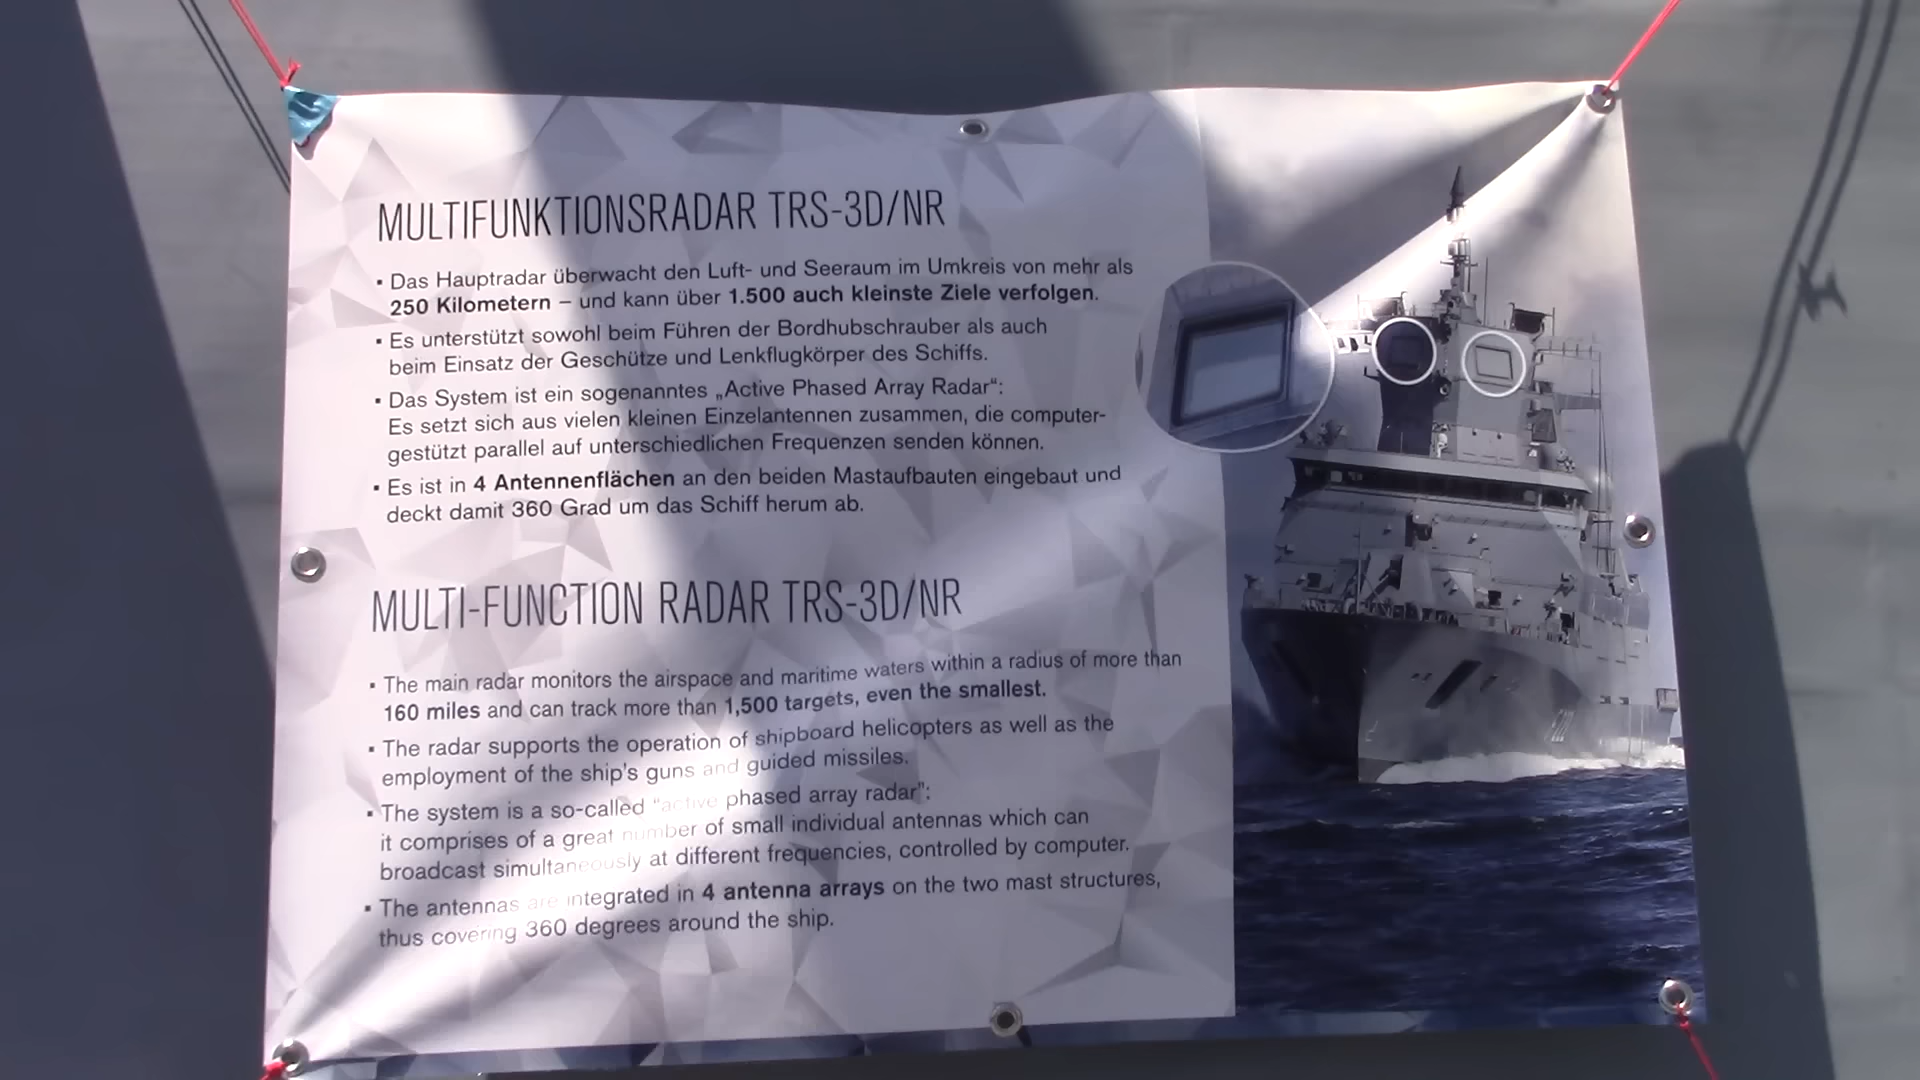 MULTIFUNKTIONSRADAR TRS-3D/NR
▪ Das Hauptradar überwacht den Luft- und Seeraum im Umkreis von mehr als
250 Kilometern – und kann über 1.500 auch kleinste Ziele verfolgen.
▪ Es unterstützt sowohl beim Führen der Bordhubschrauber als auch
beim Einsatz der Geschütze und Lenkflugkörper des Schiffs.
▪ Das System ist ein sogenanntes „Active Phased Array Radar“:
Es setzt sich aus vielen kleinen Einzelantennen zusammen, die computer-
gestützt parallel auf unterschiedlichen Frequenzen senden können.
▪ Es ist in 4 Antennenflächen an den beiden Mastaufbauten eingebaut und
deckt damit 360 Grad um das Schiff herum ab.
MULTI-FUNCTION RADAR TRS-3D/NR
▪ The main radar monitors the airspace and maritime waters within a radius of more than
160 miles and can track more than 1,500 targets, even the smallest.
▪ The radar supports the operation of shipboard helicopters as well as the
employment of the ship's guns and guided missiles.
▪ The system is a so-called “active phased array radar”:
it comprises of a great number of small individual antennas which can
broadcast simultaneously at different frequencies, controlled by computer.
▪ The antennas are integrated in 4 antenna arrays on the two mast structures,
thus covering 360 degrees around the ship.